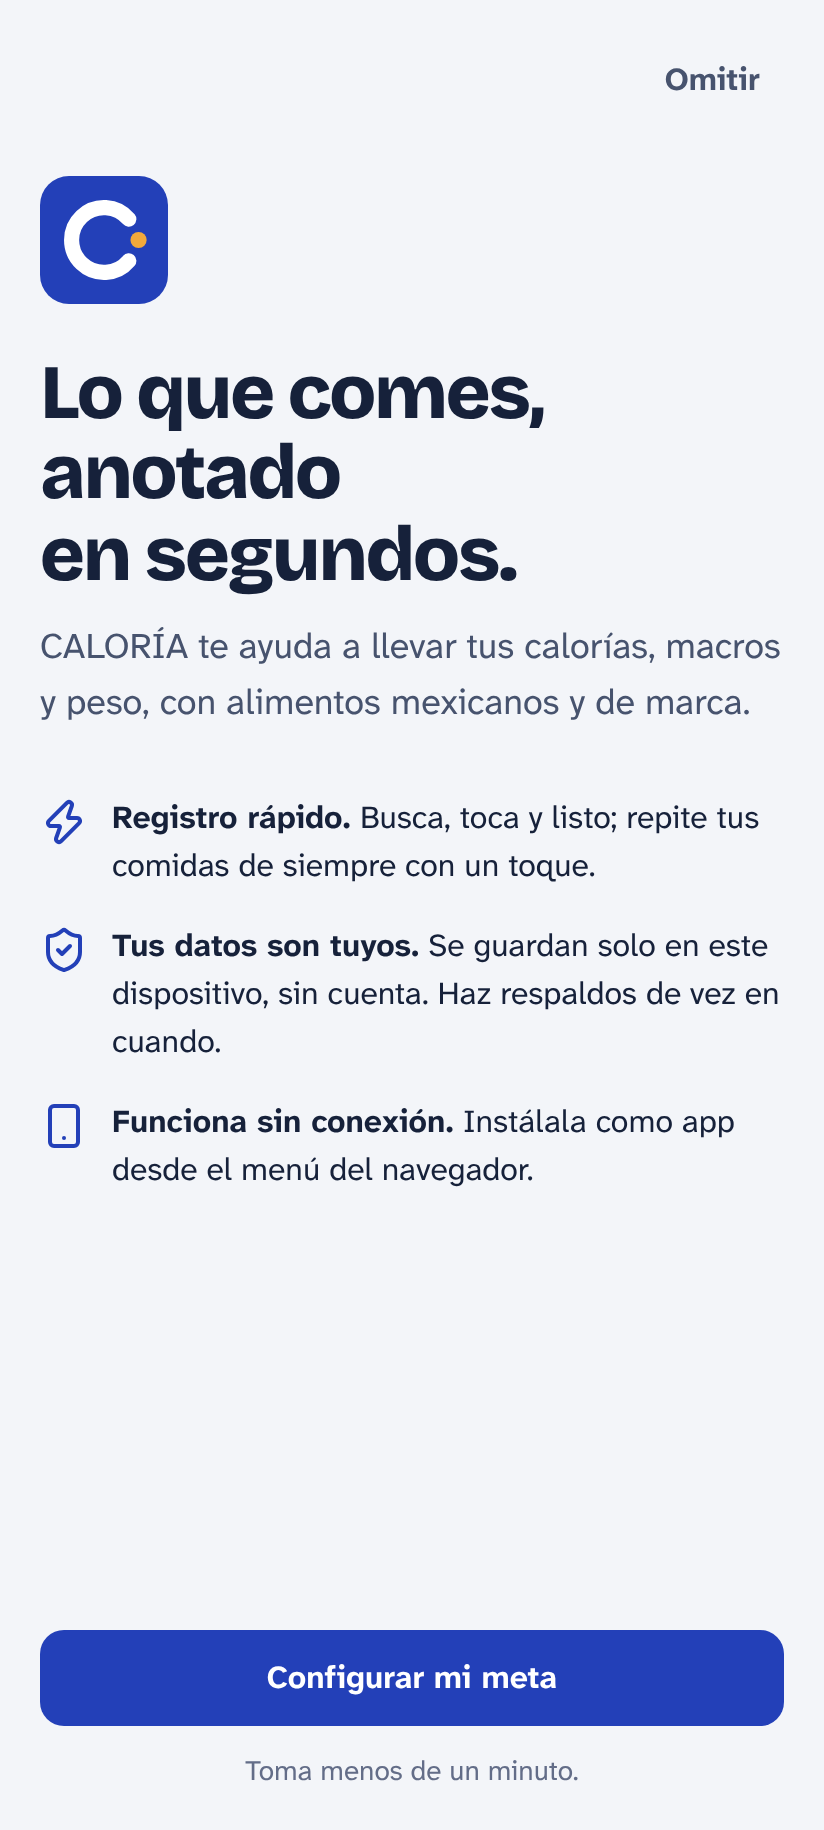 Omitir
Lo que comes,
anotado
en segundos.
CALORÍA te ayuda a llevar tus calorías, macros
y peso, con alimentos mexicanos y de marca.
Registro rápido. Busca, toca y listo; repite tus
comidas de siempre con un toque.
Tus datos son tuyos. Se guardan solo en este
dispositivo, sin cuenta. Haz respaldos de vez en
cuando.
Funciona sin conexión. Instálala como app
desde el menú del navegador.
Configurar mi meta
Toma menos de un minuto.